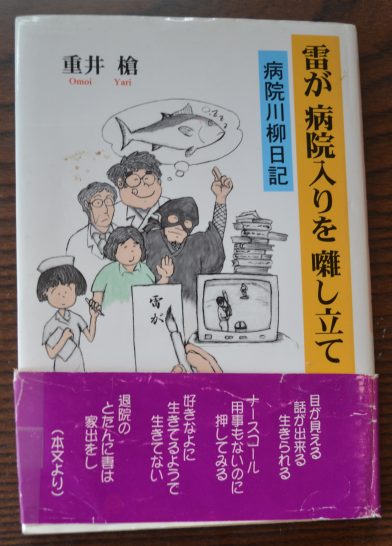 雷が 病院入りを 囃し立て
病院川柳日記
重井 槍
Omoi Yari
雷が
目が見える
話が出来る
生きられる
ナースコール
用事もないのに
押してみる
好きなよに
生きてるようで
生きてない
退院の
とたんに妻は
家出をし
(本文より)